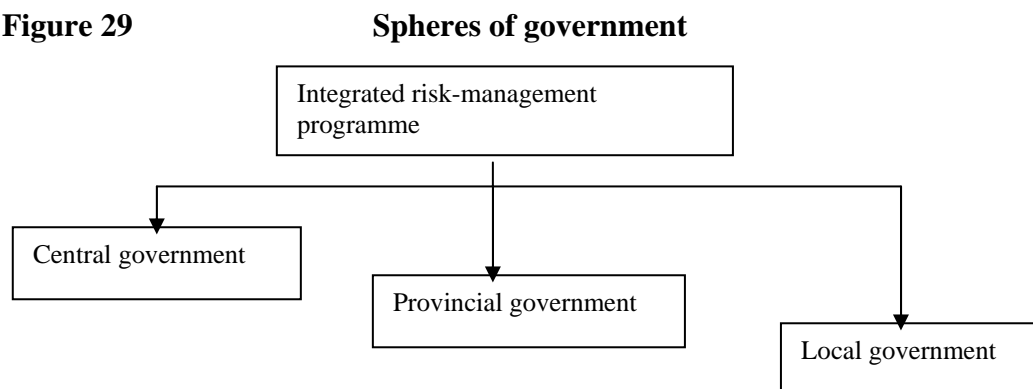 Figure 29 Spheres of government
Integrated risk-management
programme
Central government
Provincial government
Local government